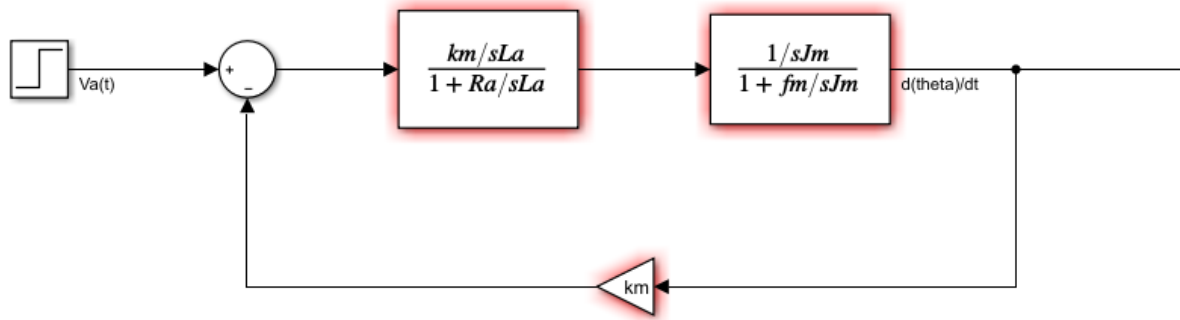 Va(t)
+
−
km/sLa
1 + Ra/sLa
1/sJm
1 + fm/sJm
d(theta)/dt
km